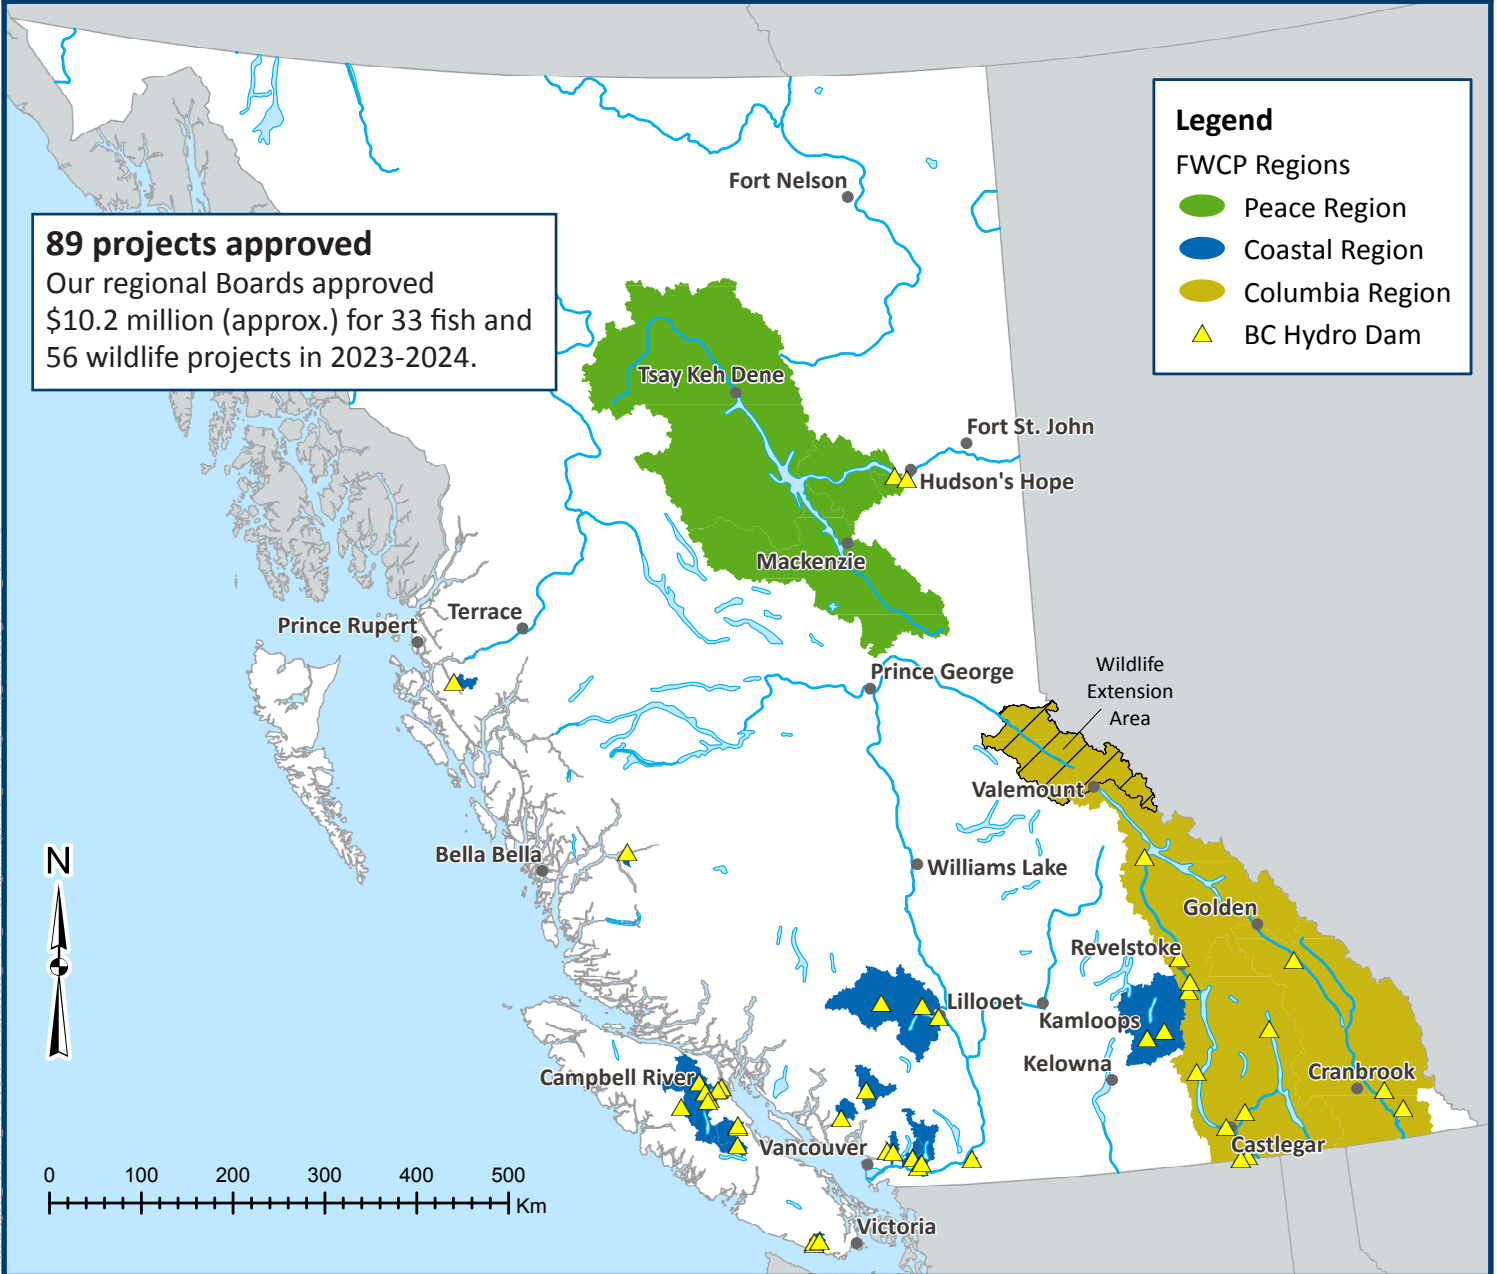 Legend
FWCP Regions
Peace Region
Coastal Region
Columbia Region
BC Hydro Dam
89 projects approved
Our regional Boards approved
$10.2 million (approx.) for 33 fish and
56 wildlife projects in 2023-2024.
Fort Nelson
Tsay Keh Dene
Fort St. John
Hudson's Hope
Mackenzie
Terrace
Prince Rupert
Prince George
Wildlife
Extension
Area
Valemount
Bella Bella
Williams Lake
Golden
Revelstoke
Lillooet
Kamloops
Kelowna
Cranbrook
Campbell River
Vancouver
Castlegar
Victoria
N
0 100 200 300 400 500
Km